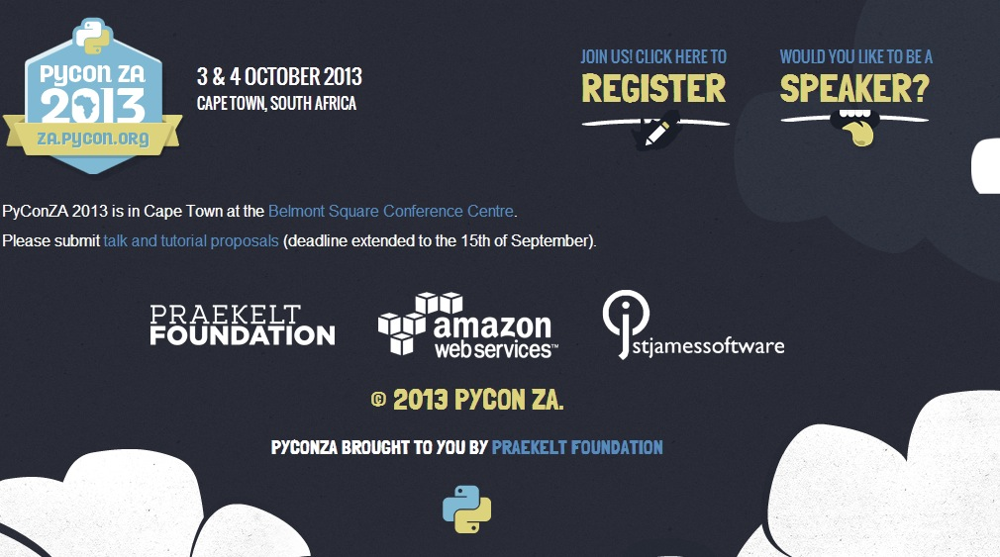 PYCON ZA
2013
ZA.PYCON.ORG
3 & 4 OCTOBER 2013
CAPE TOWN, SOUTH AFRICA
JOIN US! CLICK HERE TO
REGISTER
WOULD YOU LIKE TO BE A
SPEAKER?
PyConZA 2013 is in Cape Town at the Belmont Square Conference Centre.
Please submit talk and tutorial proposals (deadline extended to the 15th of September).
PRAEKELT
FOUNDATION
amazon
web services™
stjamessoftware
© 2013 PYCON ZA.
PYCONZA BROUGHT TO YOU BY PRAEKELT FOUNDATION